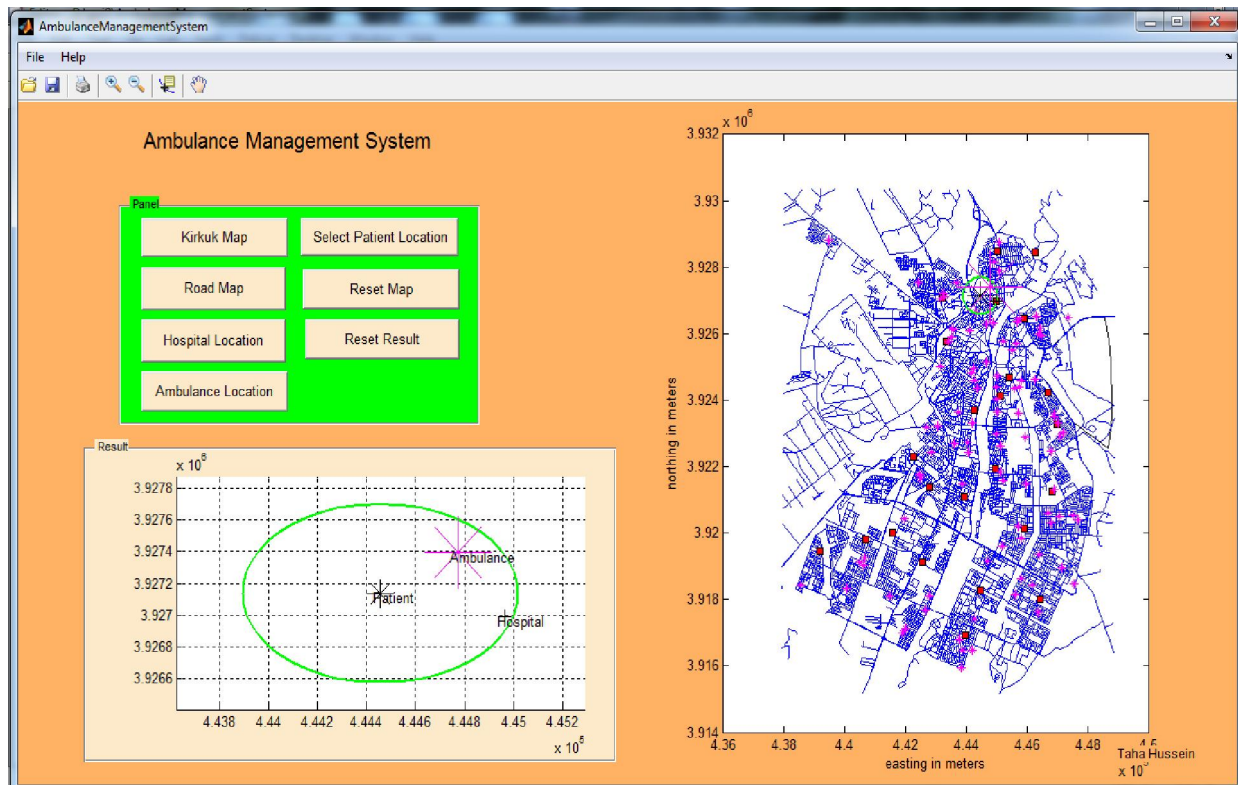 AmbulanceManagementSystem
File Help
Ambulance Management System
Panel
Kirkuk Map Select Patient Location
Road Map Reset Map
Hospital Location Reset Result
Ambulance Location
Result
x 10^6
3.9278
3.9276
3.9274
3.9272
3.927
3.9268
3.9266
Ambulance
Patient
Hospital
4.438 4.44 4.442 4.444 4.446 4.448 4.45 4.452
x 10^5
x 10^6
3.932
3.93
3.928
3.926
3.924
3.922
3.92
3.918
3.916
3.914
northing in meters
4.36 4.38 4.4 4.42 4.44 4.46 4.48 4.5
easting in meters
Taha Hussein
x 10^5